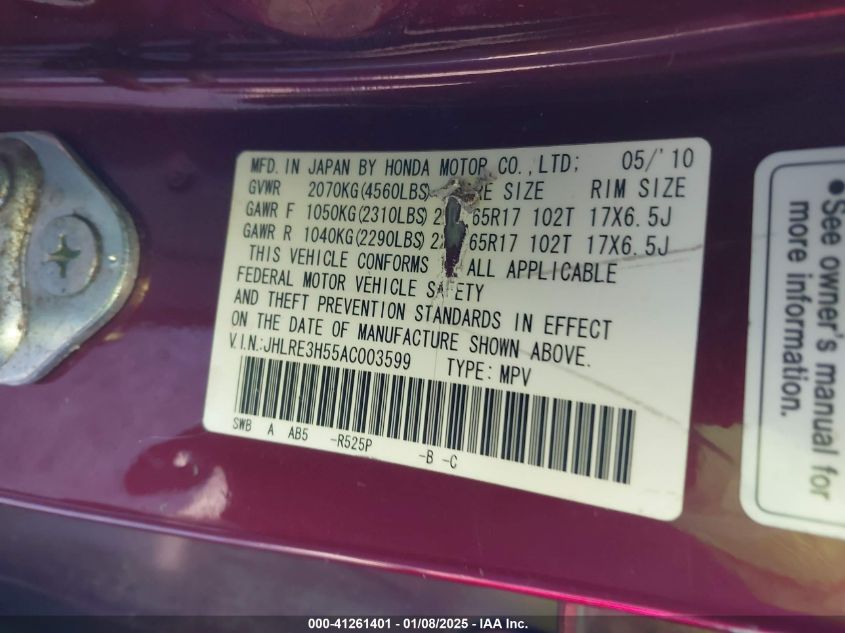 MFD. IN JAPAN BY HONDA MOTOR CO., LTD; 05/'10
GVWR 2070KG(4560LBS) SIZE RIM SIZE
GAWR F 1050KG(2310LBS) 2 65R17 102T 17X6.5J
GAWR R 1040KG(2290LBS) 2 65R17 102T 17X6.5J
THIS VEHICLE CONFORMS ALL APPLICABLE
FEDERAL MOTOR VEHICLE SAFETY
AND THEFT PREVENTION STANDARDS IN EFFECT
ON THE DATE OF MANUFACTURE SHOWN ABOVE.
V.I.N.:JHLRE3H55AC003599 TYPE: MPV
SWB A AB5 -R525P -B -C
•See owner's manual for
more information.
000-41261401 | 01/08/2025 - IAA Inc.